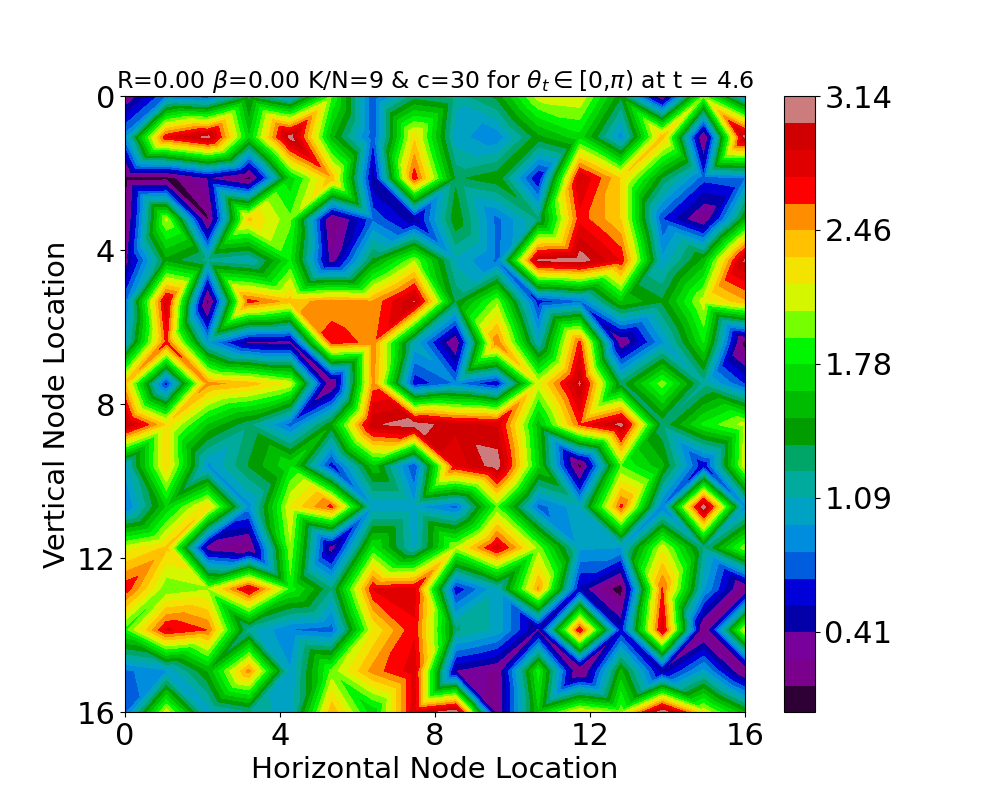 R=0.00 β=0.00 K/N=9 & c=30 for θₜ ∈ [0,π) at t = 4.6
0
4
8
12
16
Vertical Node Location
0 4 8 12 16
Horizontal Node Location
3.14
2.46
1.78
1.09
0.41